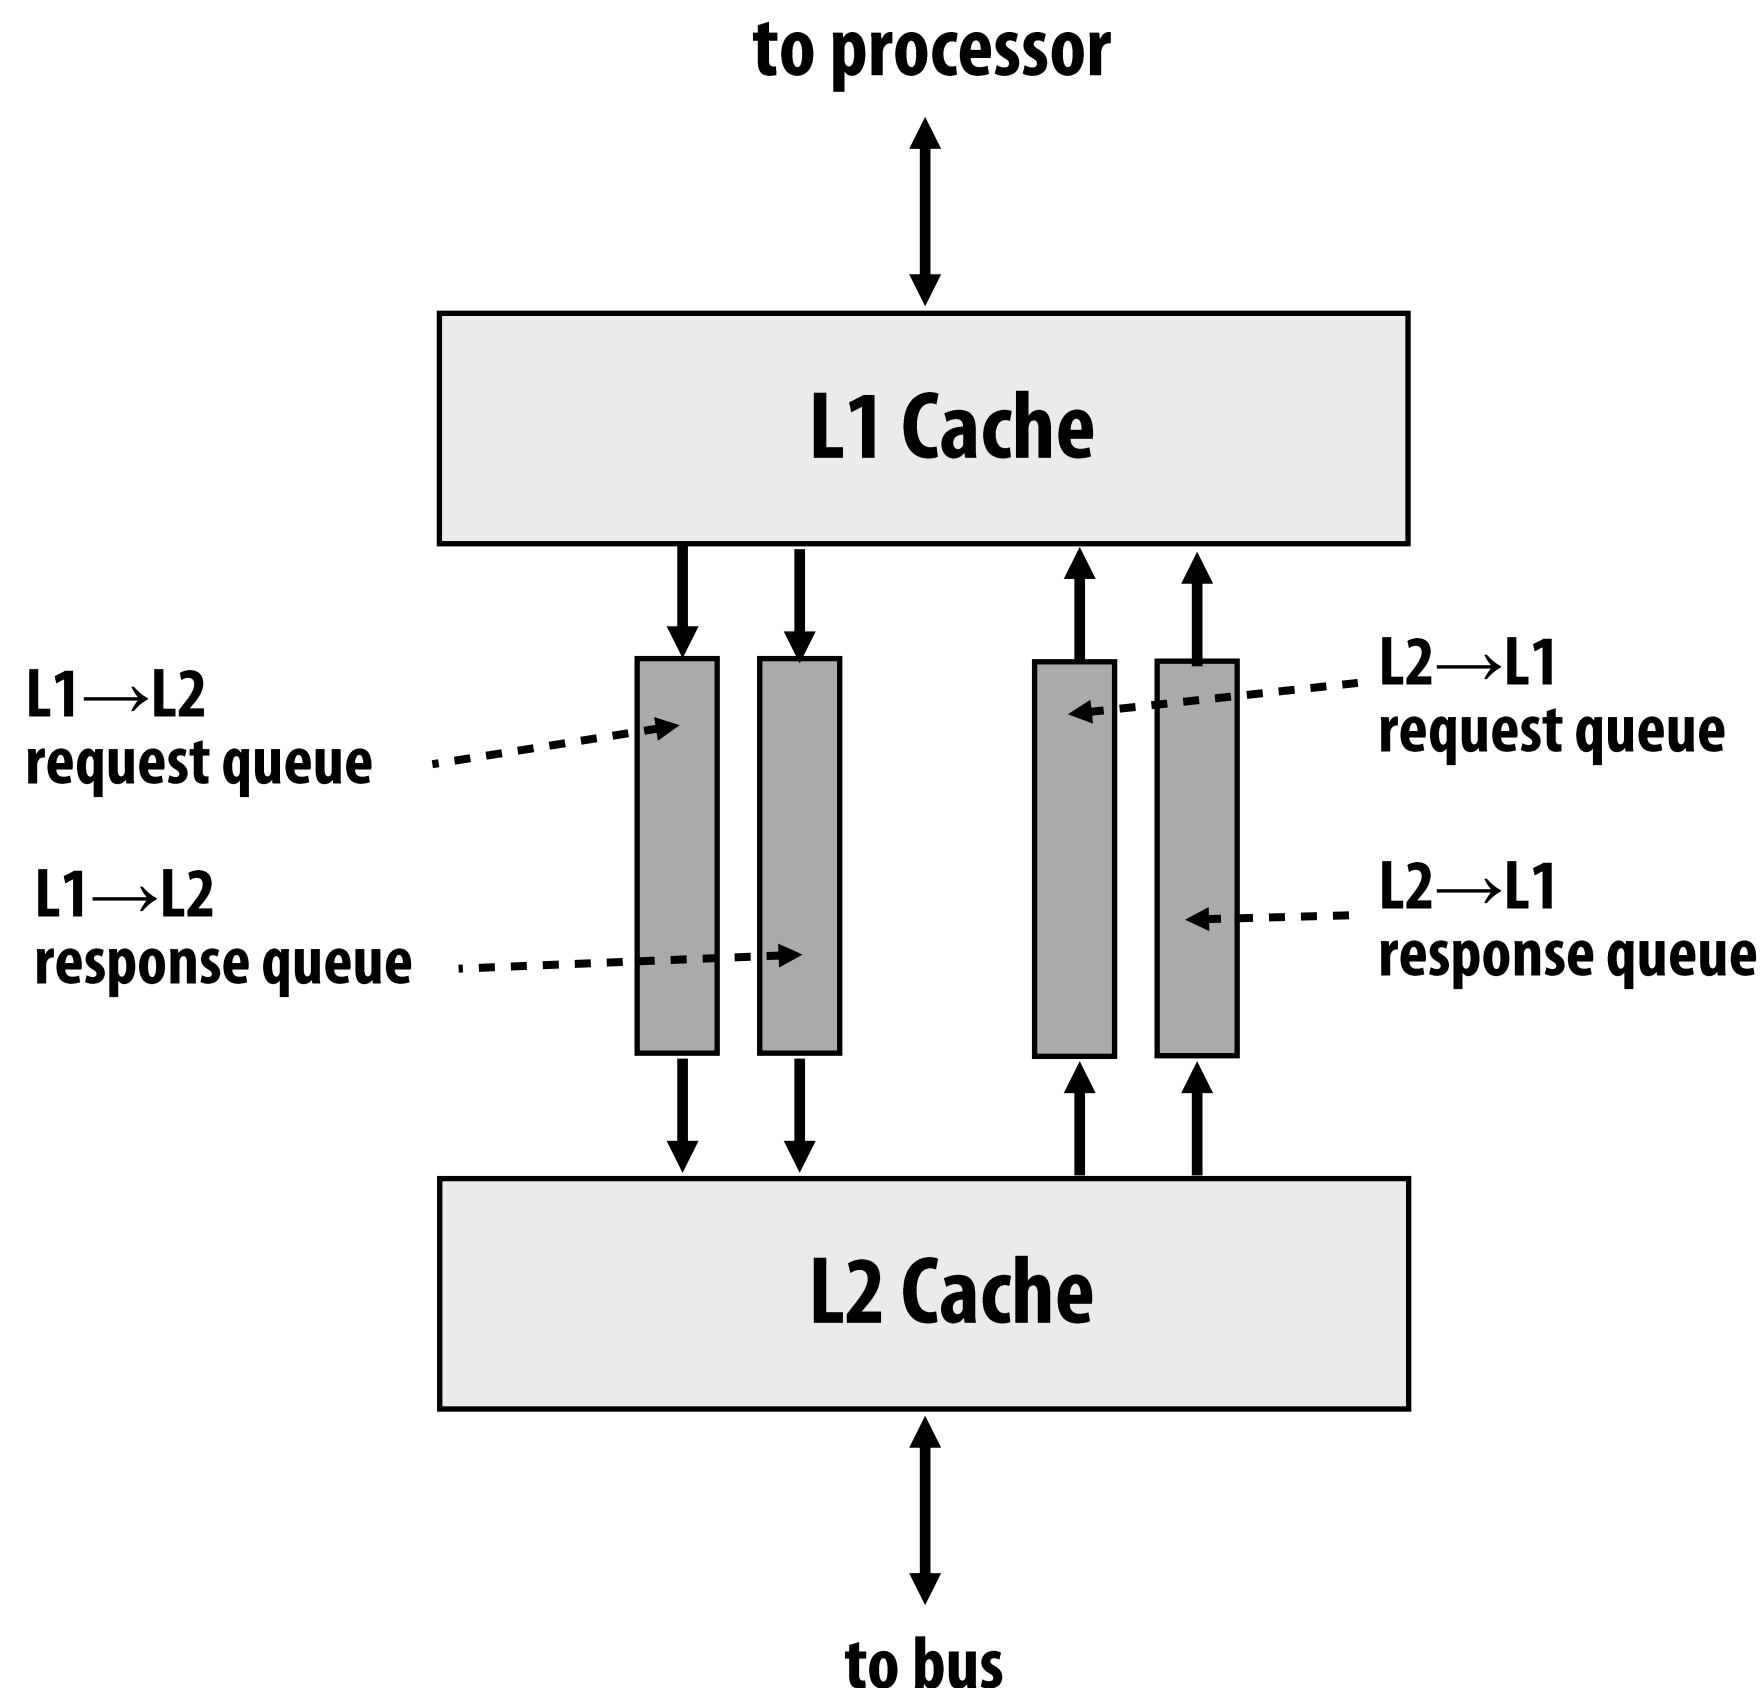 to processor
L1 Cache
L1→L2
request queue
L1→L2
response queue
L2→L1
request queue
L2→L1
response queue
L2 Cache
to bus